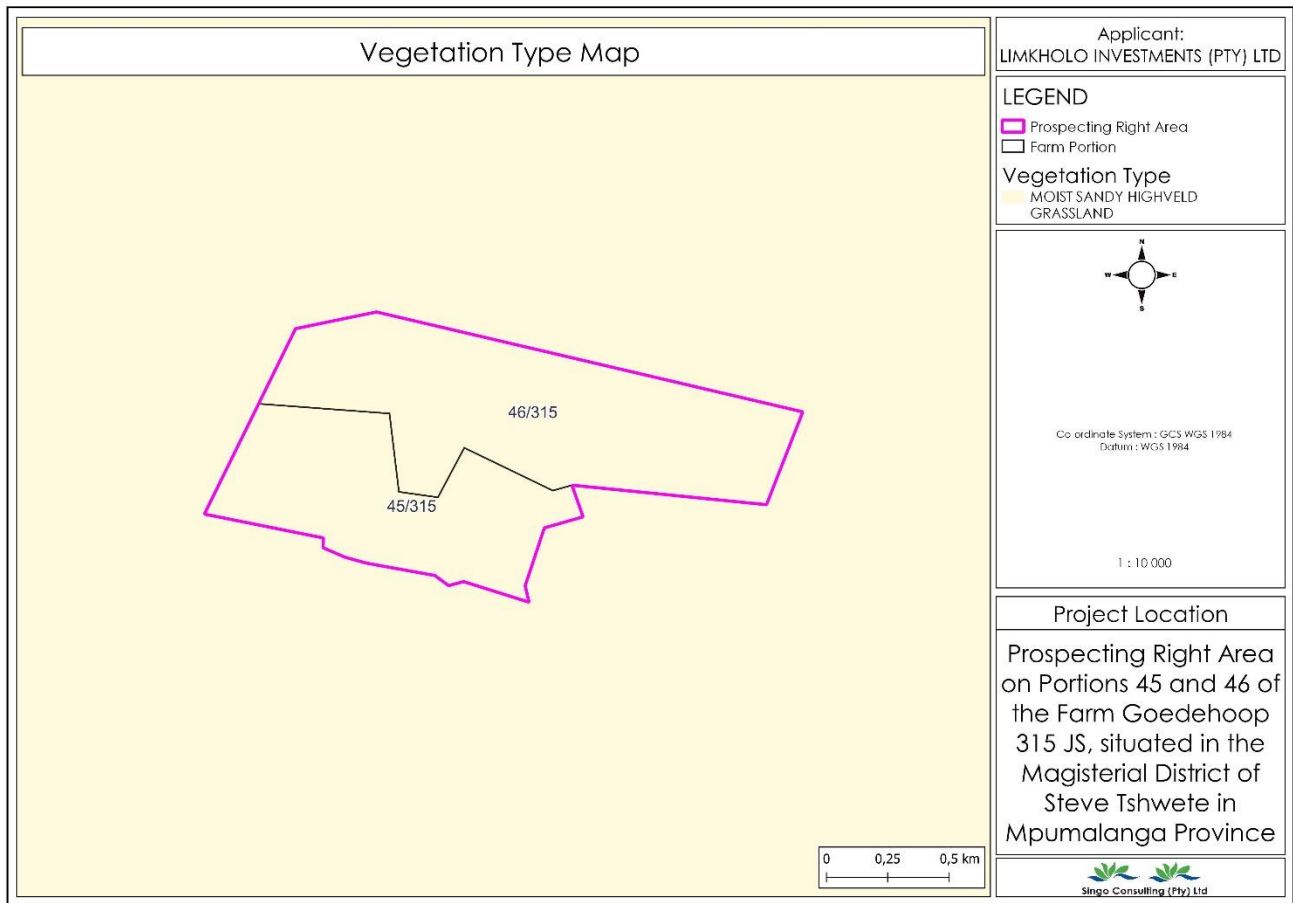 Vegetation Type Map
46/315
45/315
0 0,25 0,5 km
Applicant:
LIMKHOLO INVESTMENTS (PTY) LTD
LEGEND
Prospecting Right Area
Farm Portion
Vegetation Type
MOIST SANDY HIGHVELD
GRASSLAND
N
W E
S
Co ordinate System : GCS WGS 1984
Datum : WGS 1984
1 : 10 000
Project Location
Prospecting Right Area
on Portions 45 and 46 of
the Farm Goedehoop
315 JS, situated in the
Magisterial District of
Steve Tshwete in
Mpumalanga Province
Singo Consulting (Pty) Ltd